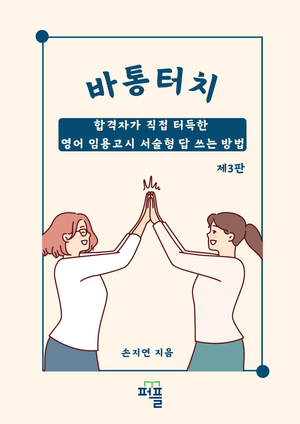 바통터치
합격자가 직접 터득한
영어 임용고시 서술형 답 쓰는 방법
제3판
손지연 지음
퍼플